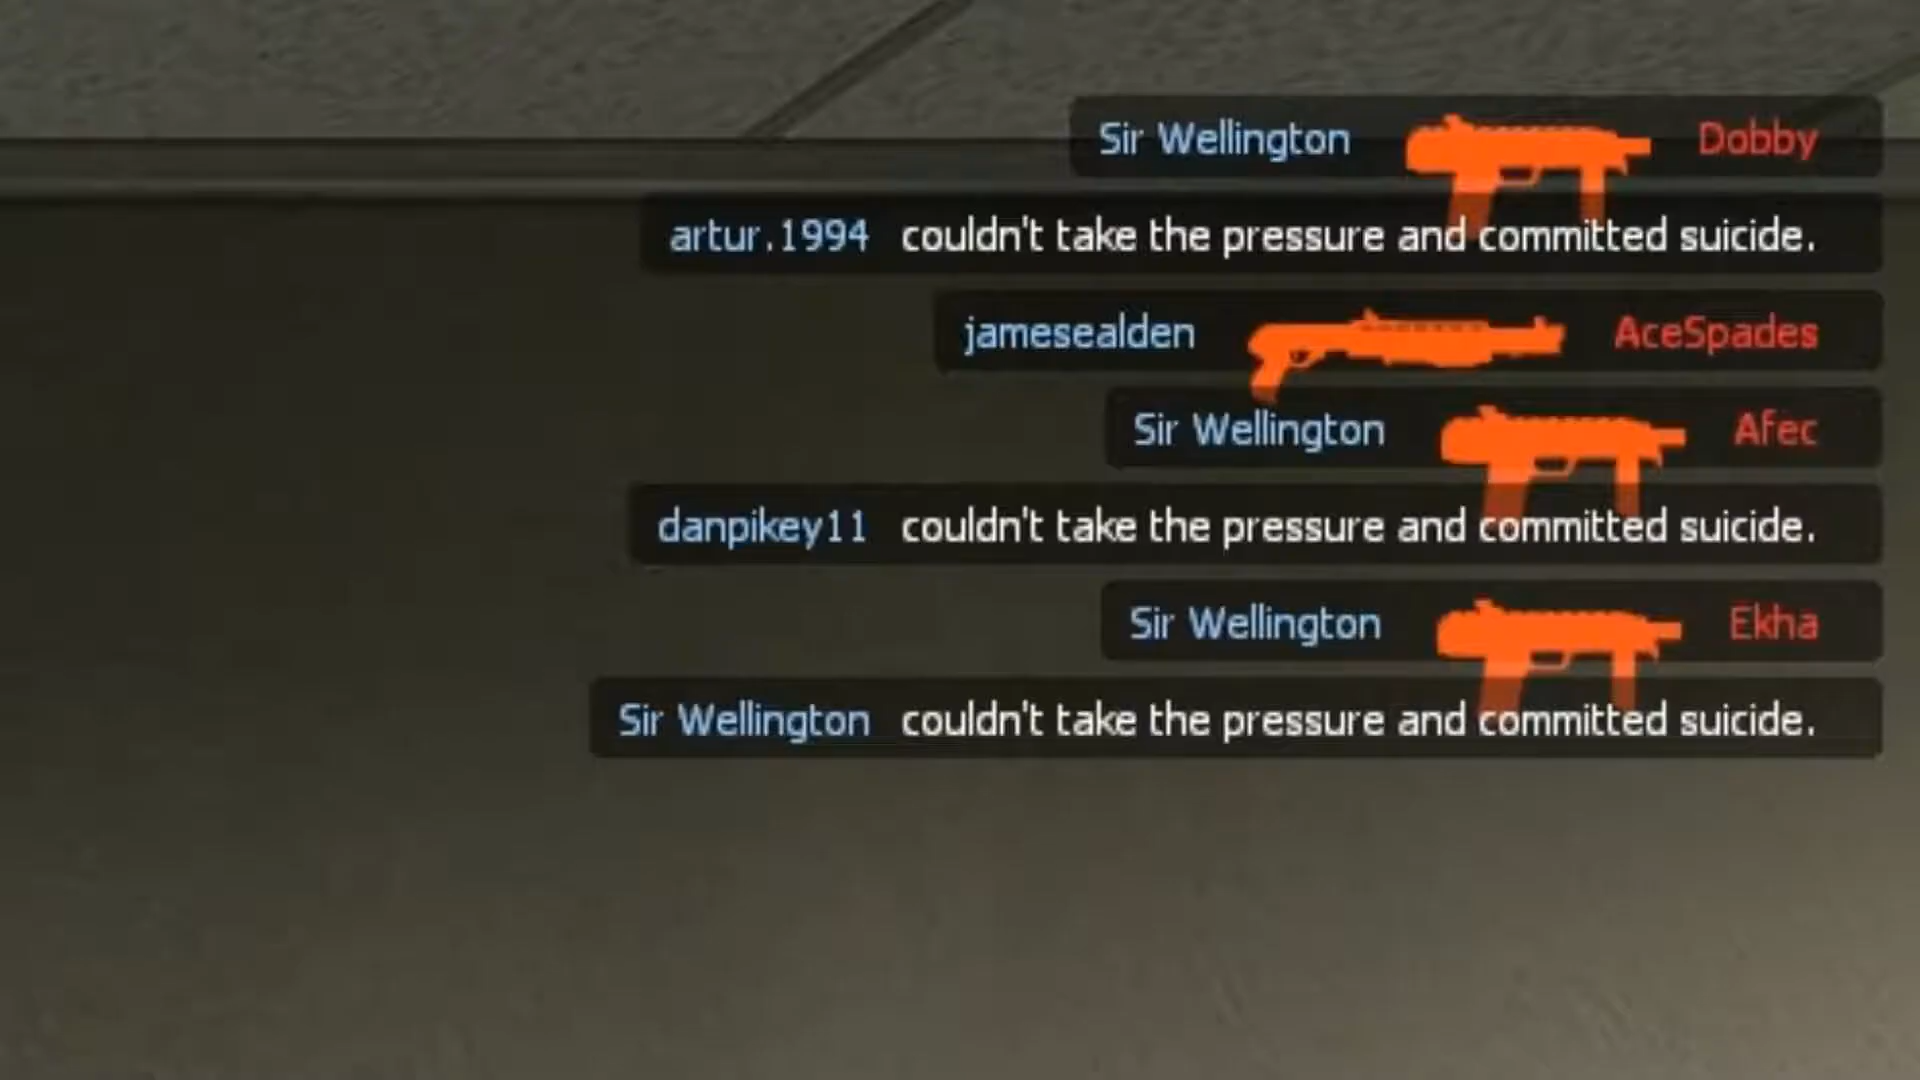 Sir Wellington Dobby
artur.1994 couldn't take the pressure and committed suicide.
jamesealden AceSpades
Sir Wellington Afec
danpikey11 couldn't take the pressure and committed suicide.
Sir Wellington Ekha
Sir Wellington couldn't take the pressure and committed suicide.